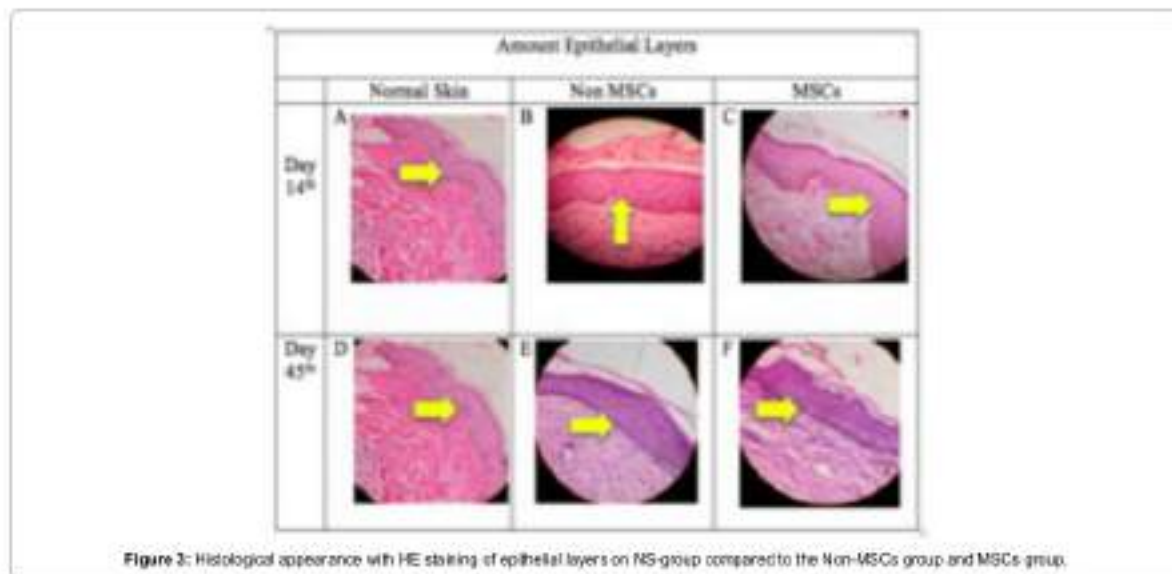 Amount Epithelial Layers
Normal Skin Non MSCs MSCs
Day 14th
A B C
Day 45th
D E F
Figure 3: Histological appearance with HE staining of epithelial layers on NS-group compared to the Non-MSCs group and MSCs group.